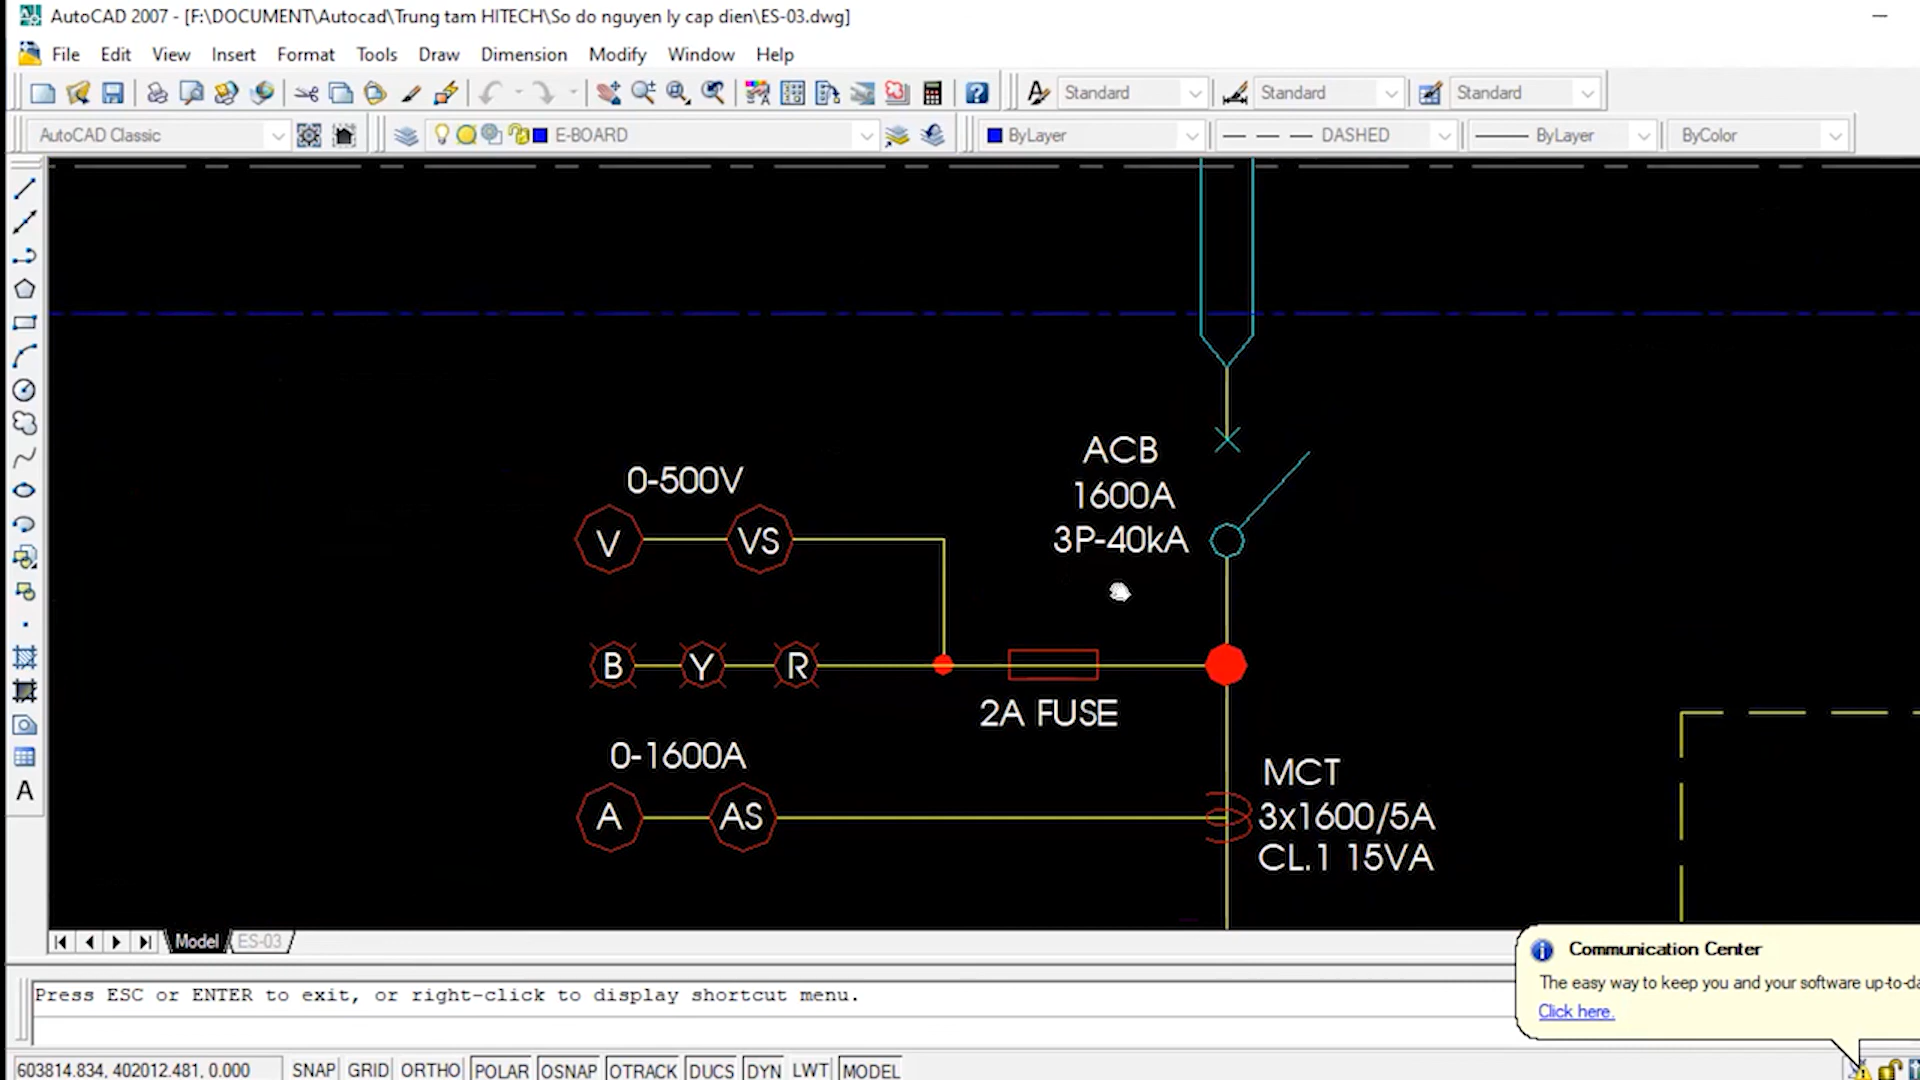 AutoCAD 2007 - [F:\DOCUMENT\Autocad\Trung tam HITECH\So do nguyen ly cap dien\ES-03.dwg]
File Edit View Insert Format Tools Draw Dimension Modify Window Help
Standard Standard Standard
AutoCAD Classic E-BOARD ByLayer DASHED ByLayer ByColor
ACB
1600A
3P-40kA
0-500V
V VS
B Y R
2A FUSE
0-1600A
A AS
MCT
3x1600/5A
CL.1 15VA
A
Model ES-03
Press ESC or ENTER to exit, or right-click to display shortcut menu.
Communication Center
The easy way to keep you and your software
Click here.
603814.834, 402012.481, 0.000 SNAP GRID ORTHO POLAR OSNAP OTRACK DUCS DYN LWT MODEL